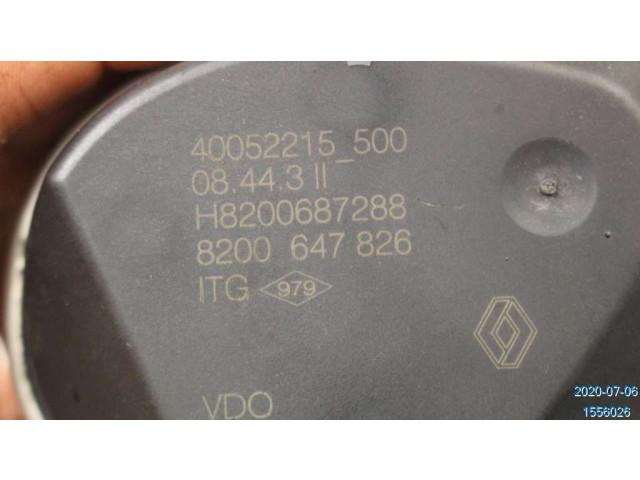 40052215_500
08.44.3 II
H8200687288
8200 647 826
ITG 979
VDO
2020-07-06
1556026